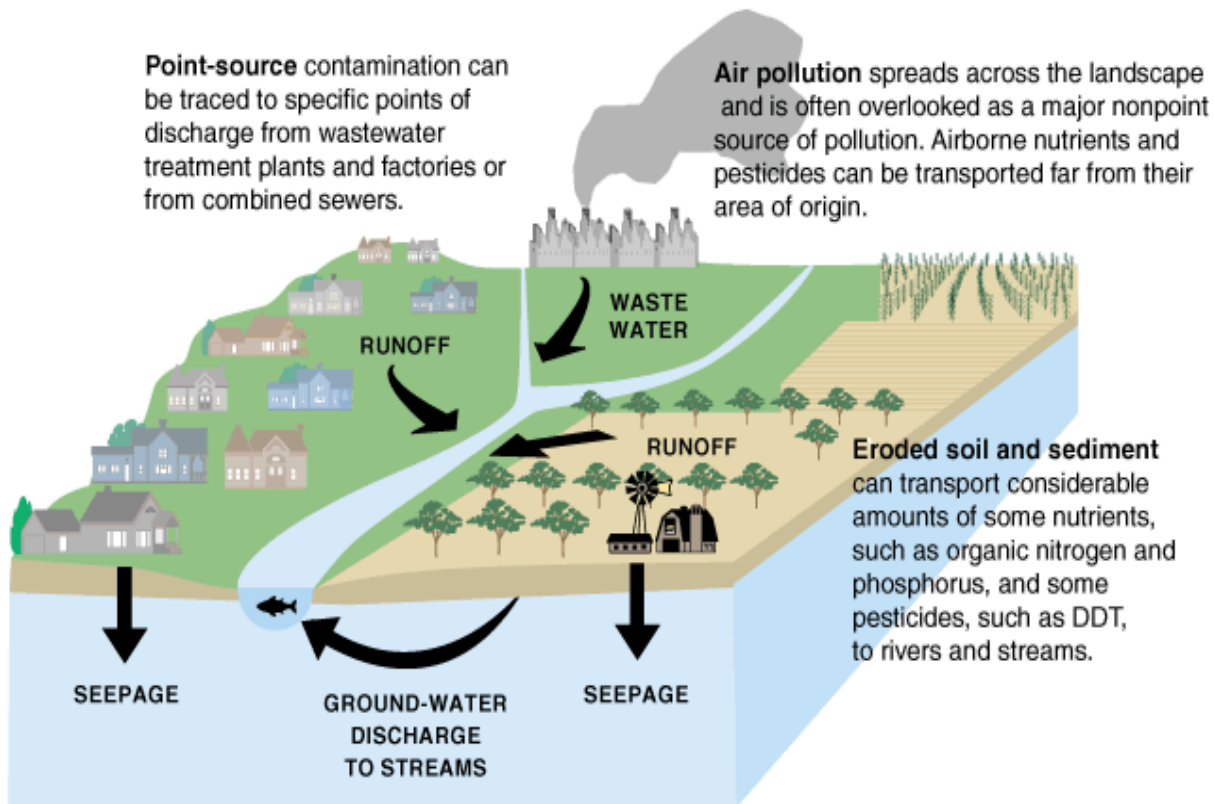 Point-source contamination can
be traced to specific points of
discharge from wastewater
treatment plants and factories or
from combined sewers.
Air pollution spreads across the landscape
and is often overlooked as a major nonpoint
source of pollution. Airborne nutrients and
pesticides can be transported far from their
area of origin.
WASTE
WATER
RUNOFF
RUNOFF
Eroded soil and sediment
can transport considerable
amounts of some nutrients,
such as organic nitrogen and
phosphorus, and some
pesticides, such as DDT,
to rivers and streams.
SEEPAGE
GROUND-WATER
DISCHARGE
TO STREAMS
SEEPAGE